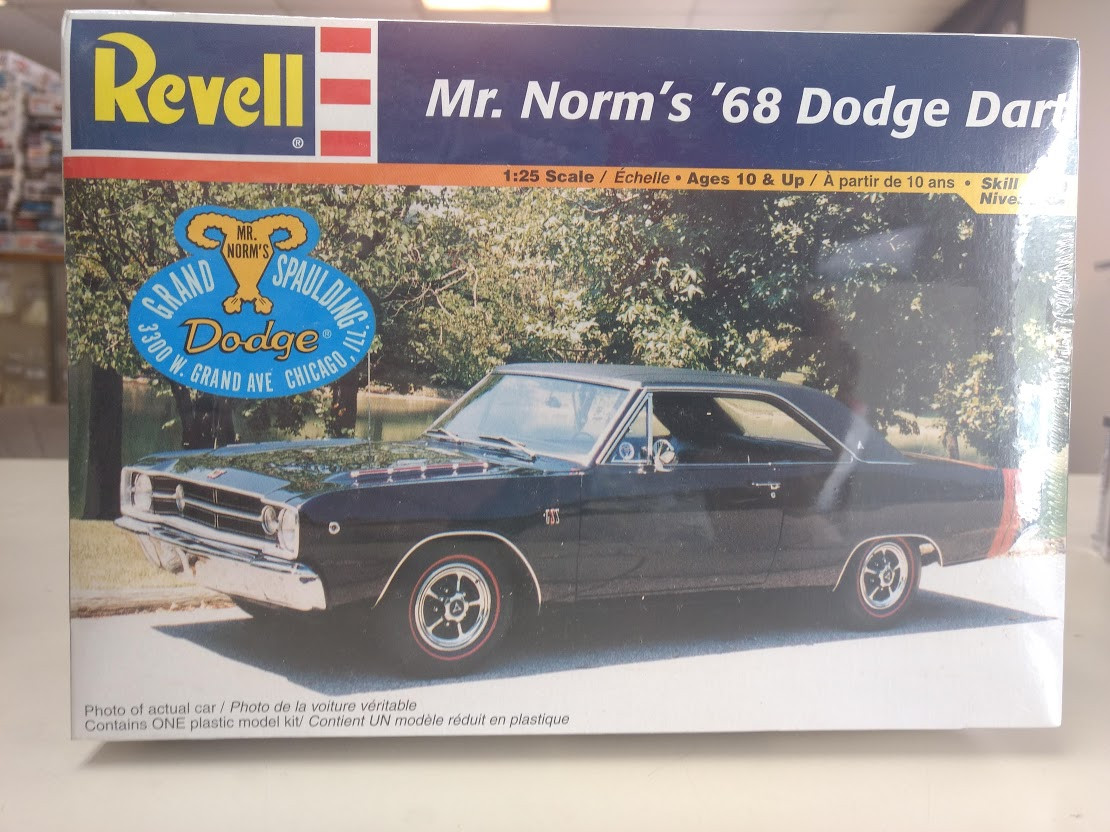 Revell®
Mr. Norm's '68 Dodge Dart
1:25 Scale / Échelle • Ages 10 & Up / À partir de 10 ans • Skill
MR.
NORM'S
GRAND SPAULDING
Dodge®
3300 W. GRAND AVE CHICAGO, ILL.
GSS
Photo of actual car / Photo de la voiture véritable
Contains ONE plastic model kit/ Contient UN modèle réduit en plastique